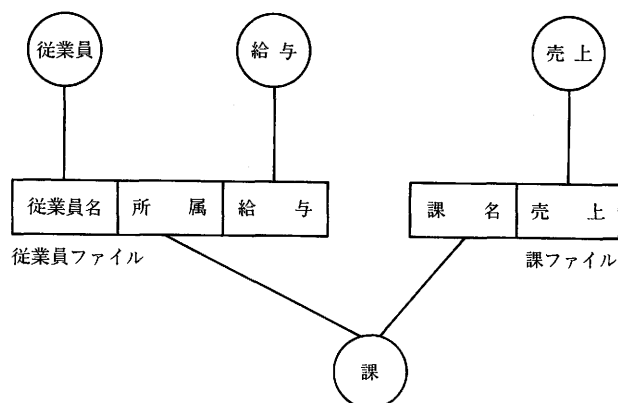 従業員 給与 売上
従業員名 所属 給与 課名 売上
従業員ファイル 課ファイル
課